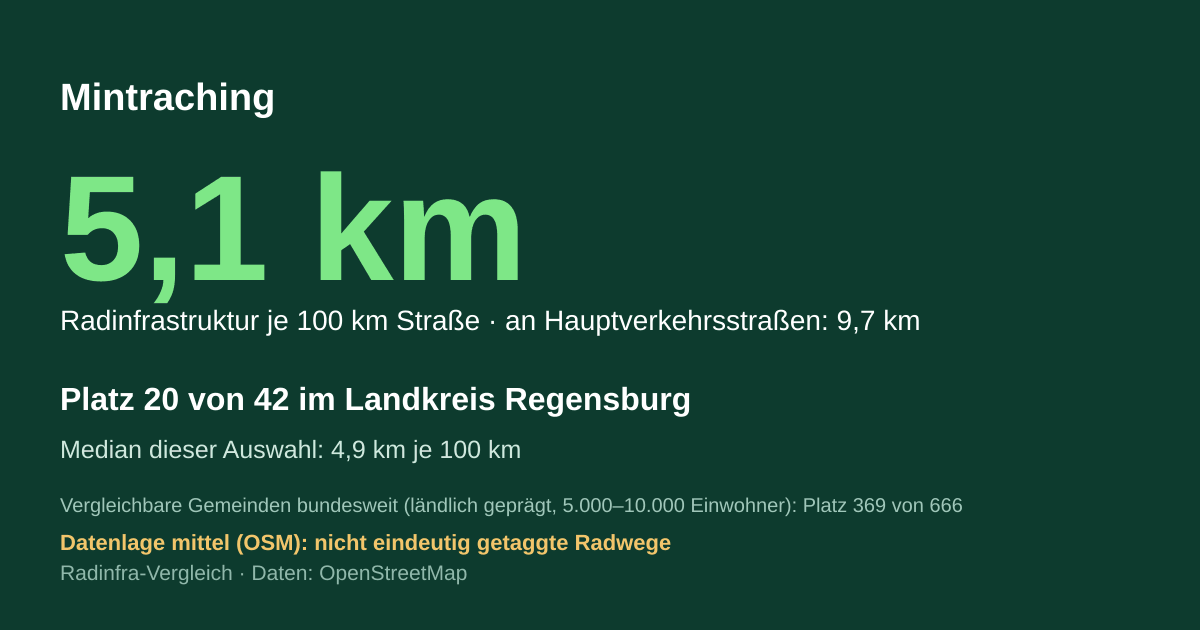 Mintraching
5,1 km
Radinfrastruktur je 100 km Straße · an Hauptverkehrsstraßen: 9,7 km
Platz 20 von 42 im Landkreis Regensburg
Median dieser Auswahl: 4,9 km je 100 km
Vergleichbare Gemeinden bundesweit (ländlich geprägt, 5.000–10.000 Einwohner): Platz 369 von 666
Datenlage mittel (OSM): nicht eindeutig getaggte Radwege
Radinfra-Vergleich · Daten: OpenStreetMap